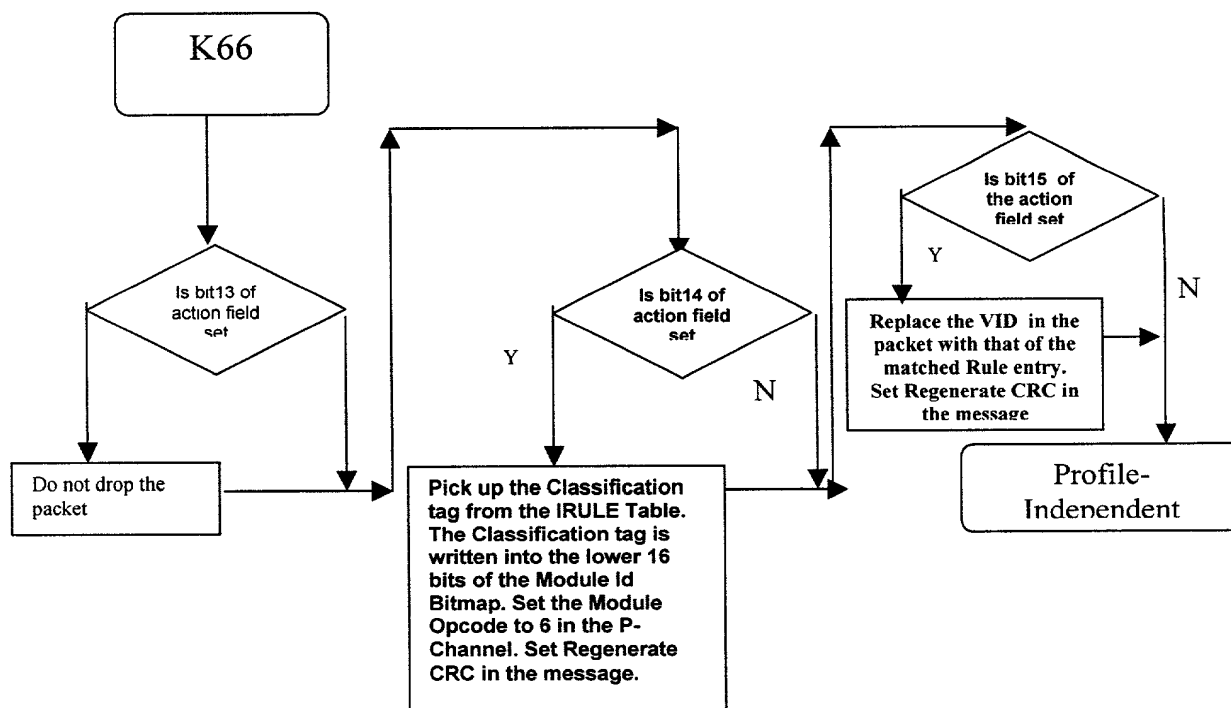 K66
Is bit13 of
action field
set
Do not drop the
packet
Is bit14 of
action field
set
Y
N
Pick up the Classification
tag from the IRULE Table.
The Classification tag is
written into the lower 16
bits of the Module Id
Bitmap. Set the Module
Opcode to 6 in the P-
Channel. Set Regenerate
CRC in the message.
Is bit15 of
the action
field set
Y
N
Replace the VID in the
packet with that of the
matched Rule entry.
Set Regenerate CRC in
the message
Profile-
Independent